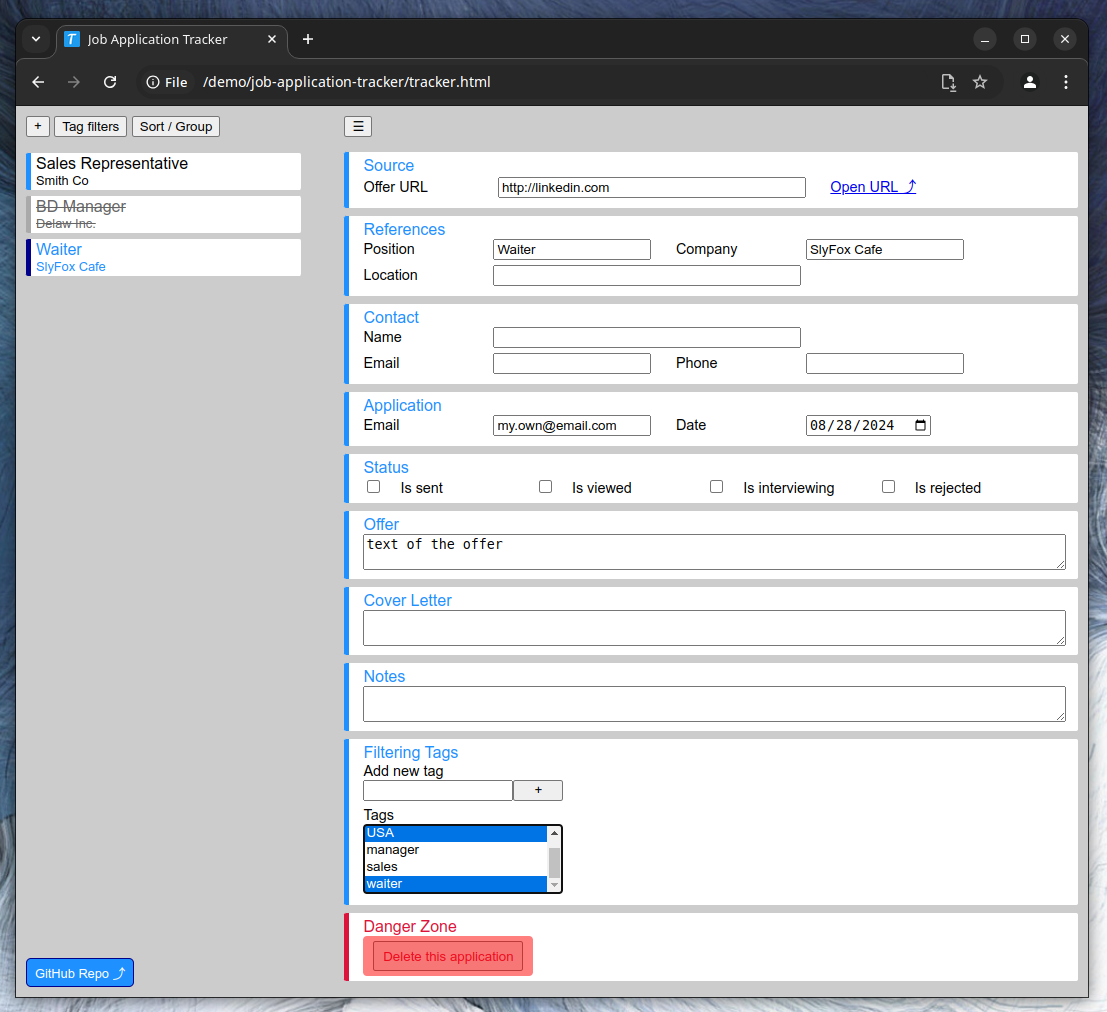 Job Application Tracker
File /demo/job-application-tracker/tracker.html
+ Tag filters Sort / Group
Sales Representative
Smith Co
BD Manager
Delaw Inc.
Waiter
SlyFox Cafe
GitHub Repo ⤴
☰
Source
Offer URL http://linkedin.com Open URL ⤴
References
Position Waiter Company SlyFox Cafe
Location
Contact
Name
Email Phone
Application
Email my.own@email.com Date 08/28/2024
Status
Is sent Is viewed Is interviewing Is rejected
Offer
text of the offer
Cover Letter
Notes
Filtering Tags
Add new tag
+
Tags
USA
manager
sales
waiter
Danger Zone
Delete this application